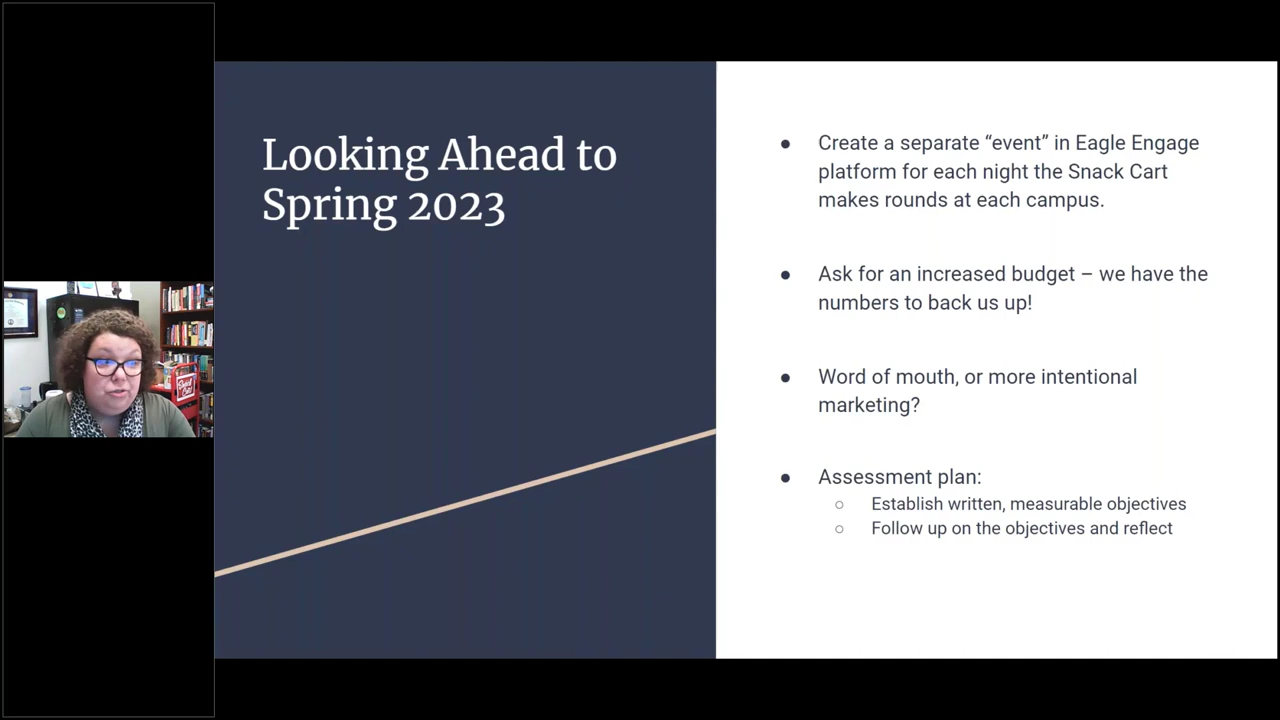 Looking Ahead to
Spring 2023
● Create a separate “event” in Eagle Engage
platform for each night the Snack Cart
makes rounds at each campus.
● Ask for an increased budget – we have the
numbers to back us up!
● Word of mouth, or more intentional
marketing?
● Assessment plan:
○ Establish written, measurable objectives
○ Follow up on the objectives and reflect